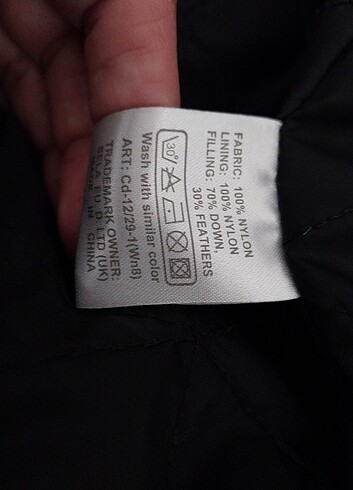 FABRIC: 100% NYLON
LINING: 100% NYLON
FILLING: 70% DOWN,
30% FEATHERS
30°
Wash with similar color
ART: Cd-12/29-1(Wn8)
TRADEMARK OWNER:
LTD (UK)
IN CHINA